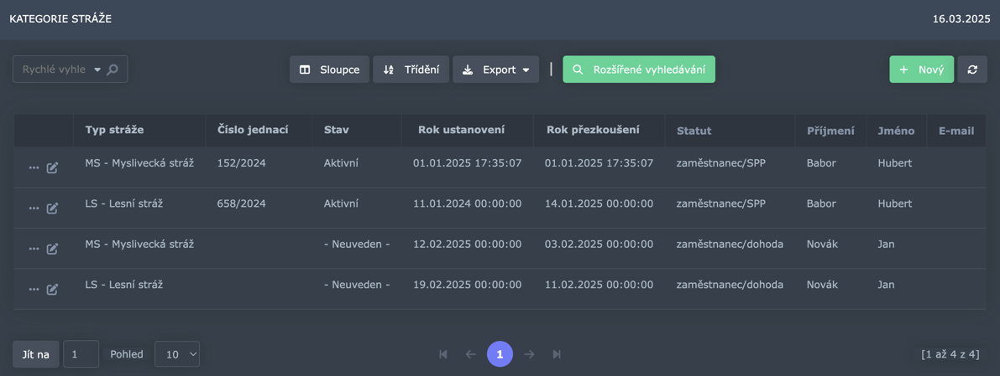 KATEGORIE STRÁŽE 16.03.2025
Rychlé vyhle Sloupce Třídění Export | Rozšířené vyhledávání + Nový
Typ stráže Číslo jednací Stav Rok ustanovení Rok přezkoušení Statut Příjmení Jméno E-mail
MS - Myslivecká stráž 152/2024 Aktivní 01.01.2025 17:35:07 01.01.2025 17:35:07 zaměstnanec/SPP Babor Hubert
LS - Lesní stráž 658/2024 Aktivní 11.01.2024 00:00:00 14.01.2025 00:00:00 zaměstnanec/SPP Babor Hubert
MS - Myslivecká stráž - Neuveden - 12.02.2025 00:00:00 03.02.2025 00:00:00 zaměstnanec/dohoda Novák Jan
LS - Lesní stráž - Neuveden - 19.02.2025 00:00:00 11.02.2025 00:00:00 zaměstnanec/dohoda Novák Jan
Jít na 1 Pohled 10 1 [1 až 4 z 4]